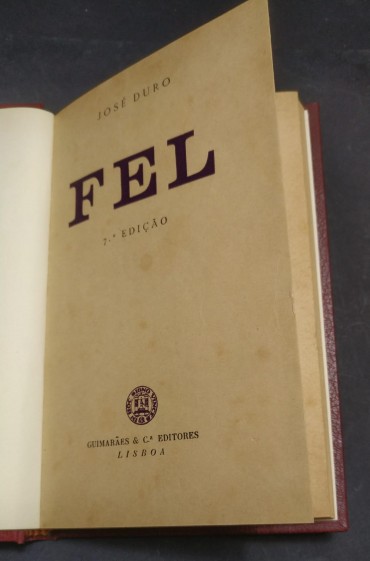 JOSÉ DURO
FEL
7.ª EDIÇÃO
GUIMARÃES & C.ª EDITORES
LISBOA